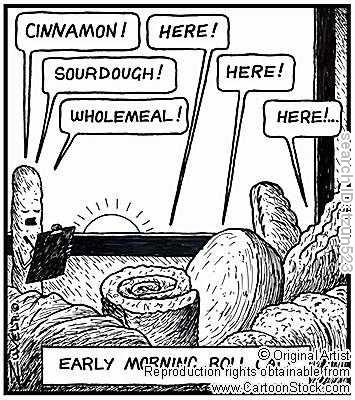 CINNAMON!
HERE!
SOURDOUGH!
HERE!
WHOLEMEAL!
HERE!...
EARLY MORNING ROLL
© Original Artist
Reproduction rights obtainable from
www.CartoonStock.com